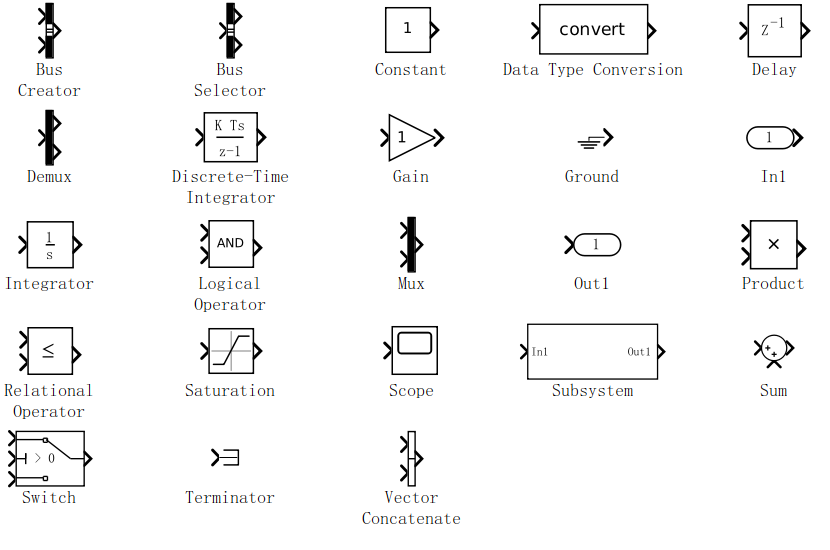 1
convert
Z⁻¹
Bus
Creator
Bus
Selector
Constant
Data Type Conversion
Delay
K Ts
z-1
1
1
Demux
Discrete-Time
Integrator
Gain
Ground
In1
1
s
AND
1
×
Integrator
Logical
Operator
Mux
Out1
Product
≤
In1
Out1
+
+
Relational
Operator
Saturation
Scope
Subsystem
Sum
> 0
Switch
Terminator
Vector
Concatenate